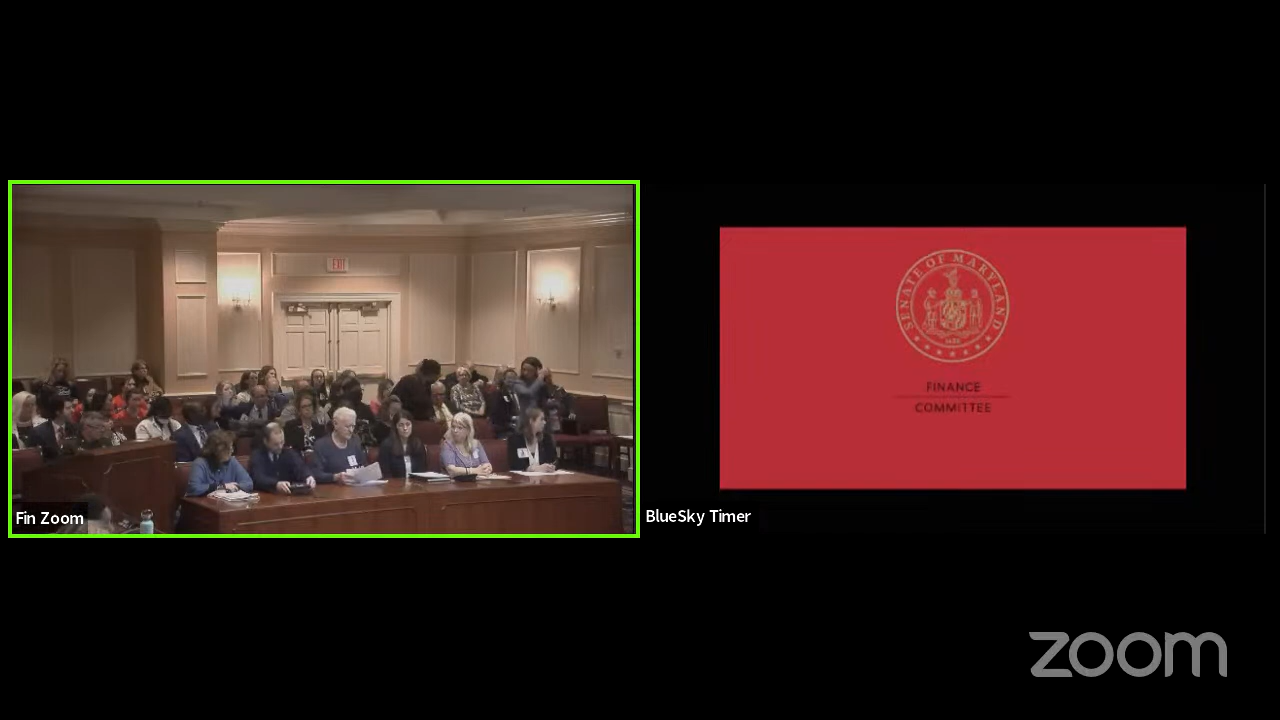 EXIT
Fin Zoom
SENATE OF MARYLAND
FINANCE
COMMITTEE
BlueSky Timer
zoom